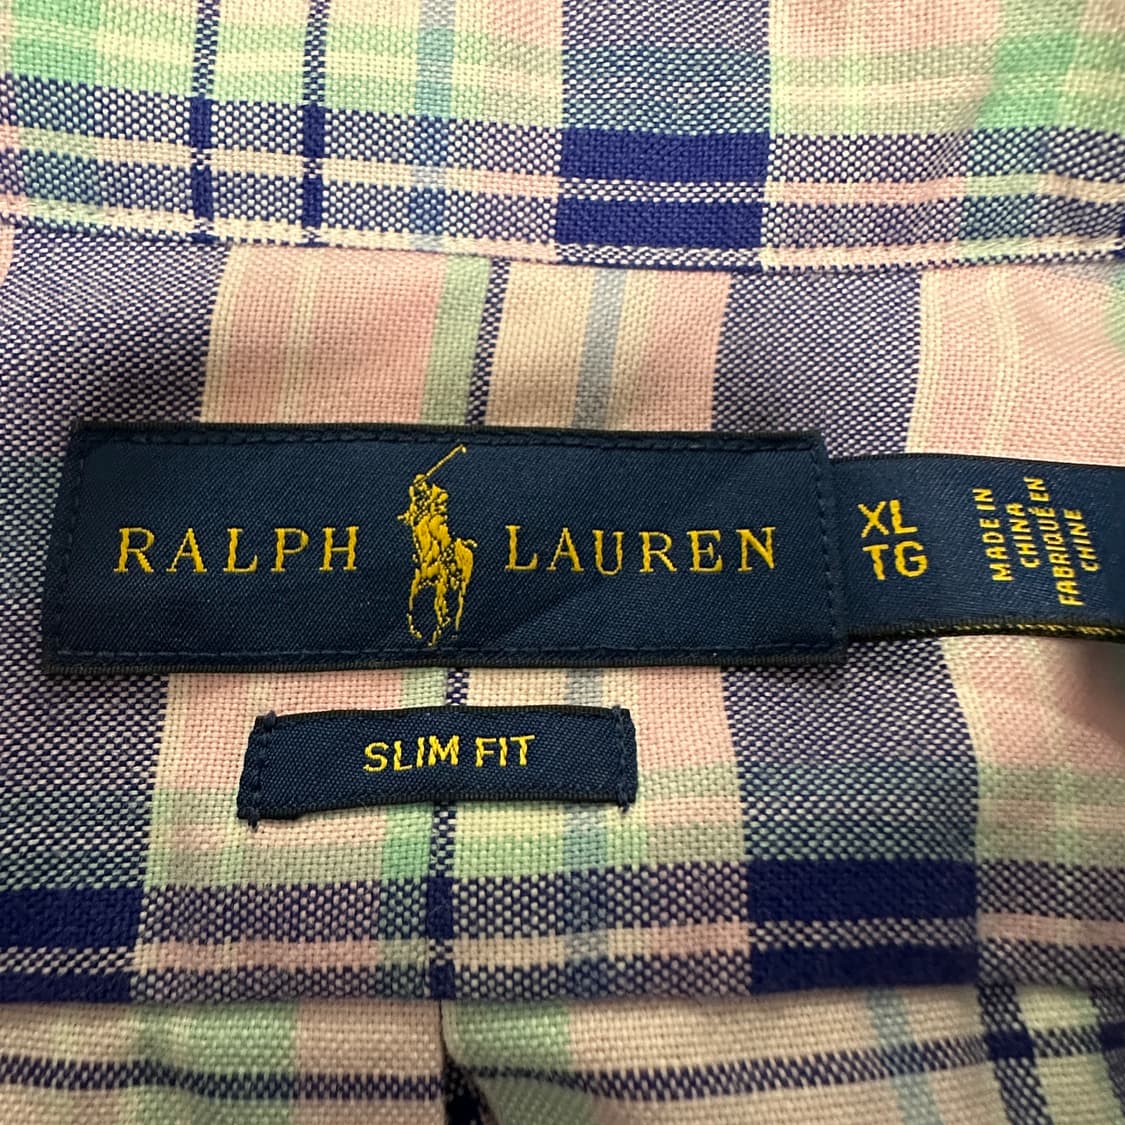 RALPH LAUREN
XL
TG
MADE IN
CHINA
FABRIQUÉ EN
CHINE
SLIM FIT